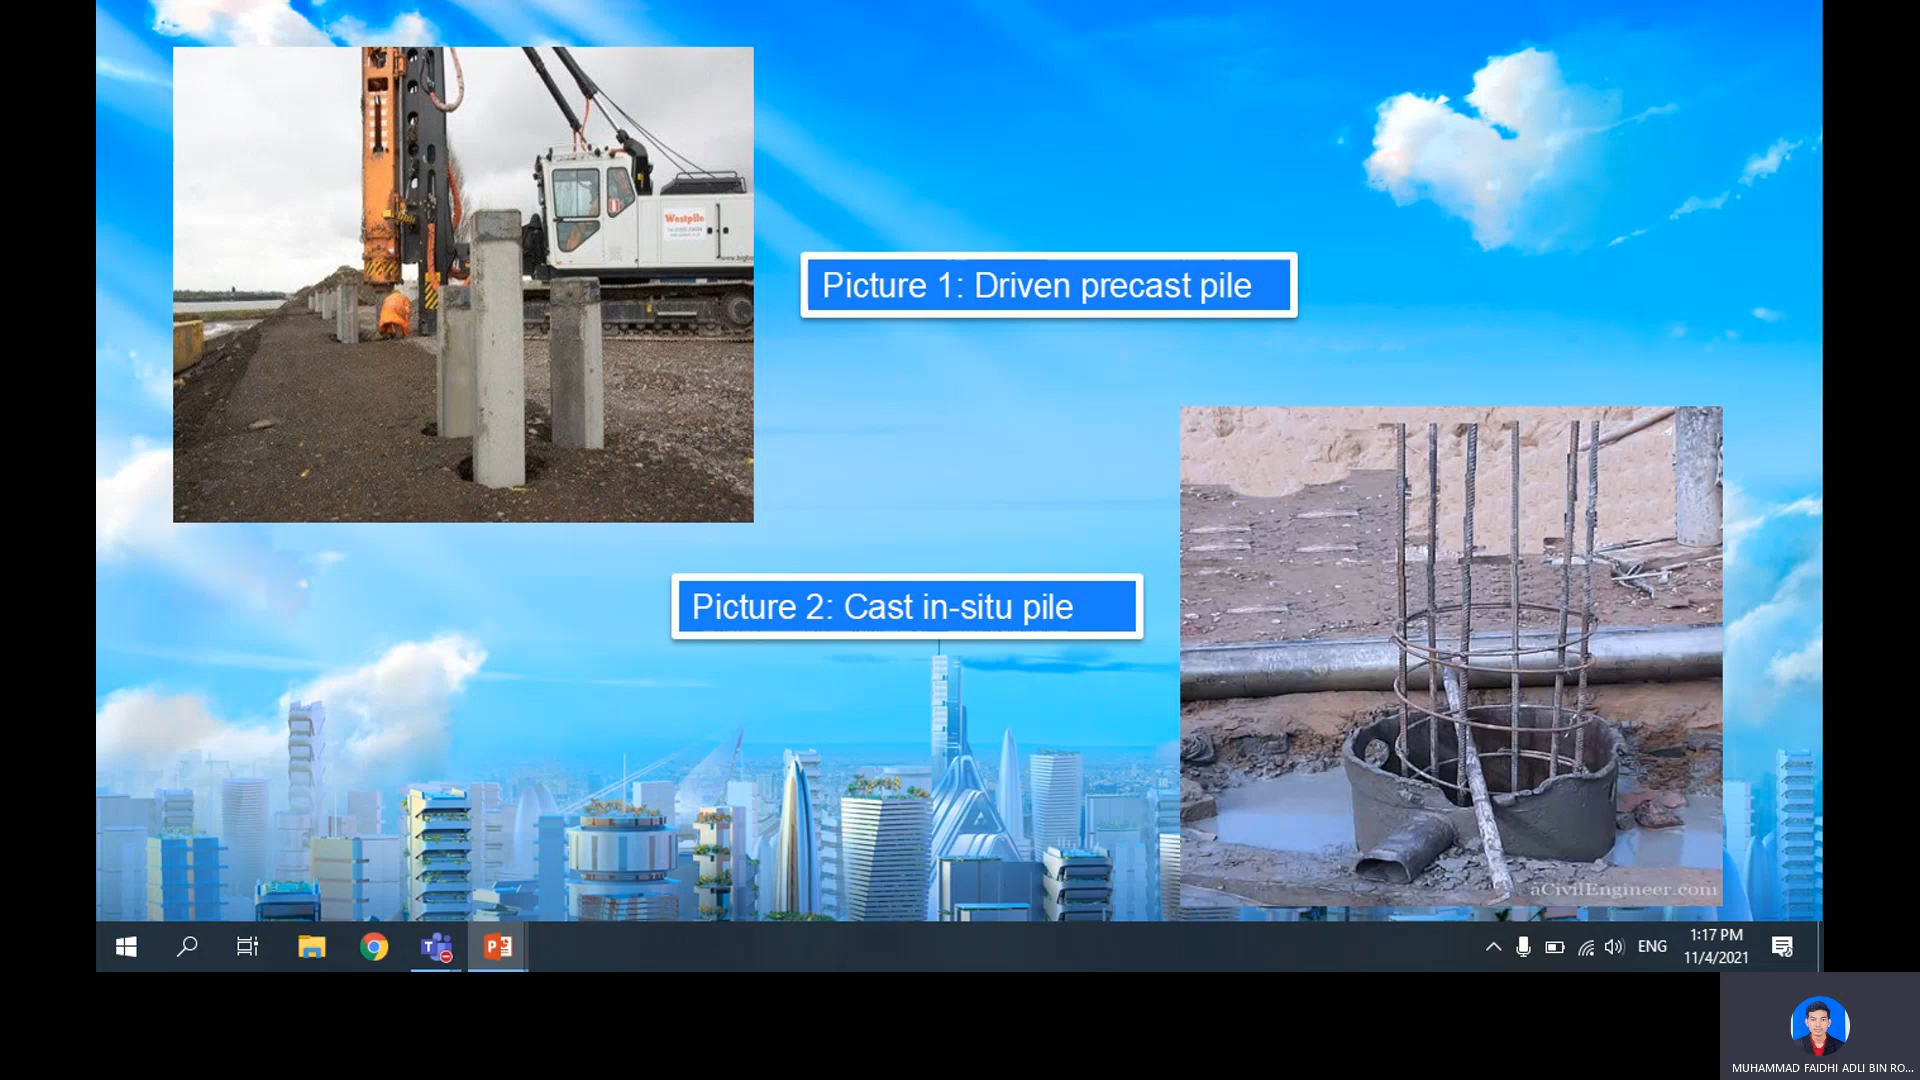 Westpile
Picture 1: Driven precast pile
Picture 2: Cast in-situ pile
aCivilEngineer.com
ENG
1:17 PM
11/4/2021
MUHAMMAD FAIDHI ADLI BIN RO...